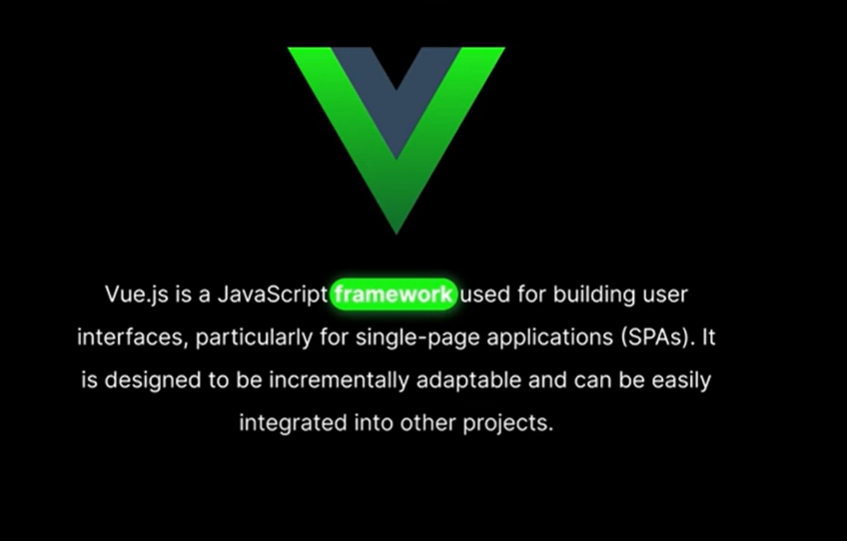 Vue.js is a JavaScript framework used for building user
interfaces, particularly for single-page applications (SPAs). It
is designed to be incrementally adaptable and can be easily
integrated into other projects.